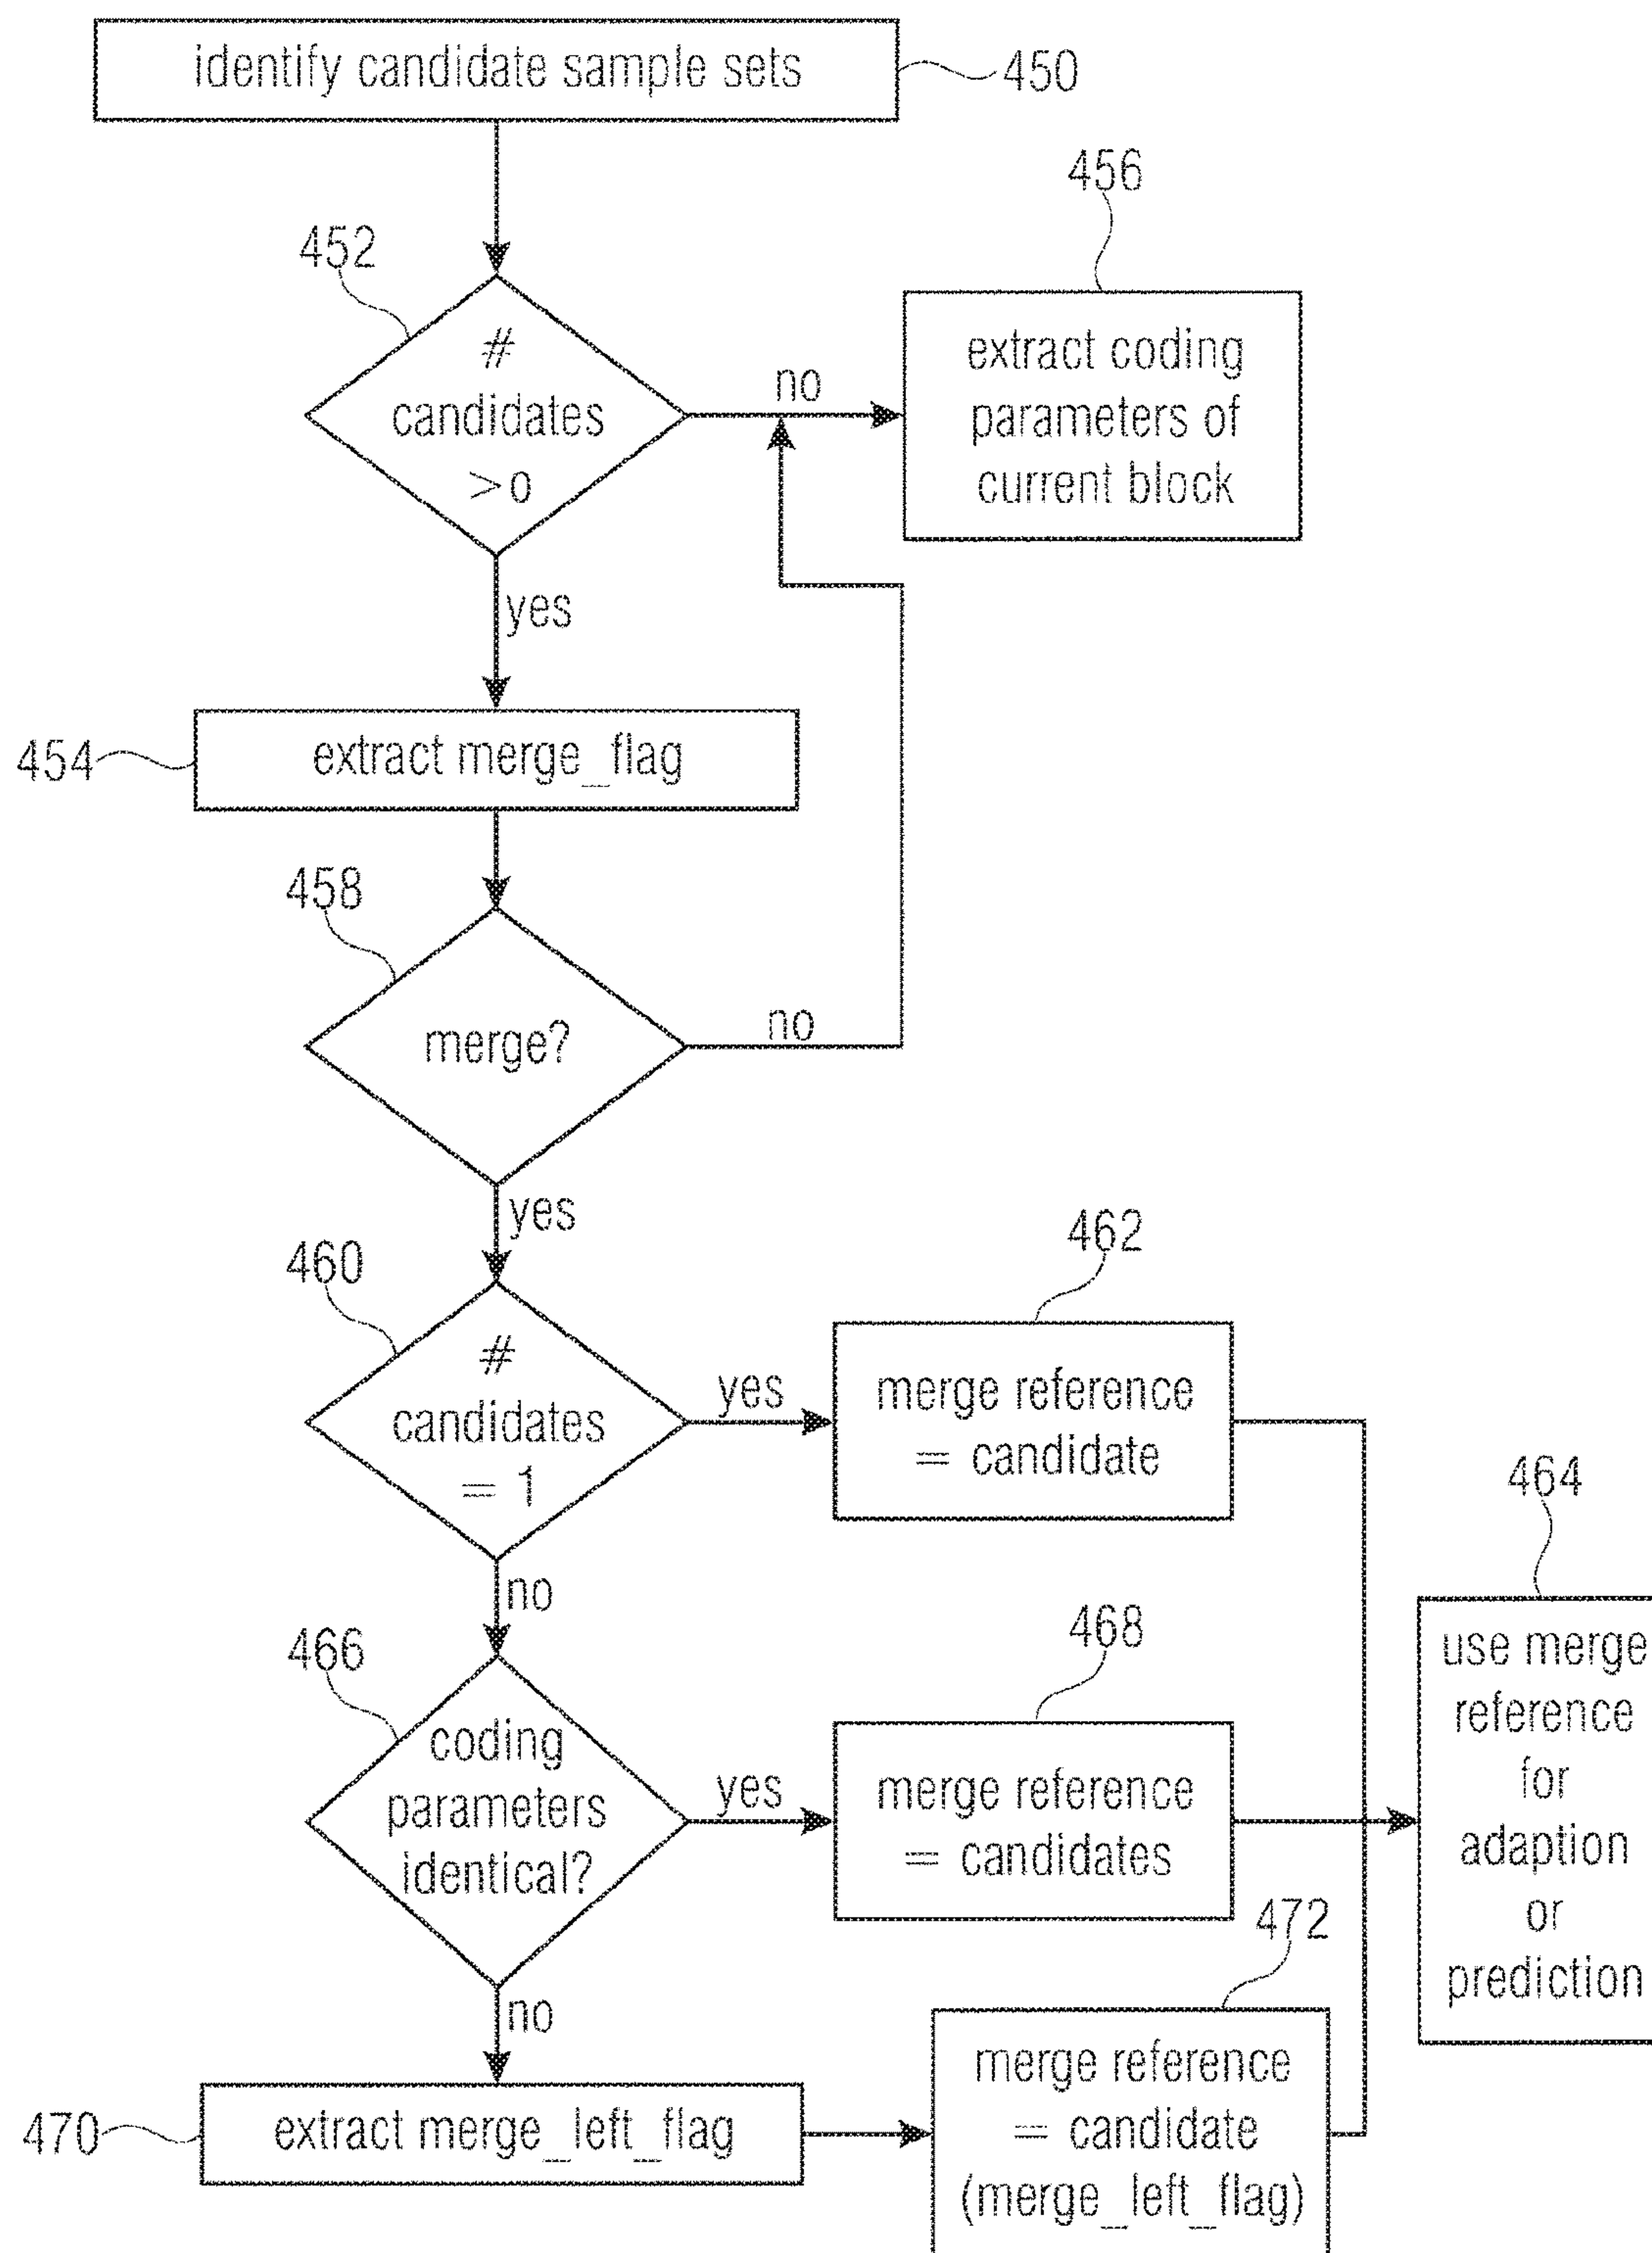 identify candidate sample sets
450
456
452
#
candidates
>o
no
extract coding
parameters of
current block
yes
454
extract merge_flag
458
merge?
no
yes
460
#
candidates
= 1
yes
462
merge reference
= candidate
464
use merge
reference
for
adaption
or
prediction
no
466
coding
parameters
identical?
yes
468
merge reference
= candidates
472
no
470
extract merge_left_flag
merge reference
= candidate
(merge_left_flag)